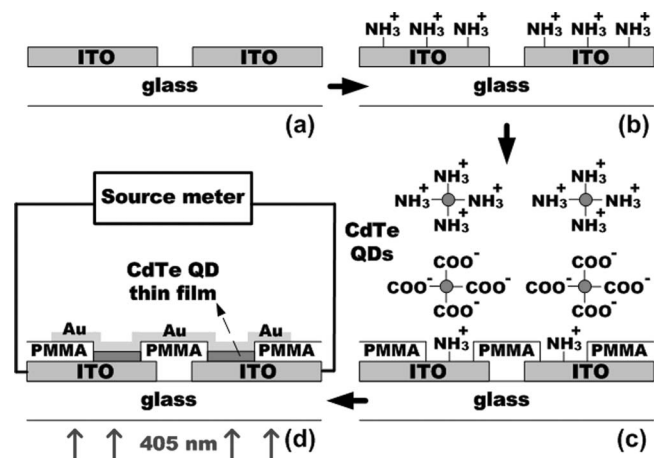 ITO ITO
glass
(a)
NH₃⁺ NH₃⁺ NH₃⁺ NH₃⁺ NH₃⁺ NH₃⁺
ITO ITO
glass
(b)
NH₃⁺ NH₃⁺
NH₃⁺ NH₃⁺ NH₃⁺ NH₃⁺
NH₃⁺ NH₃⁺
CdTe
QDs
COO⁻ COO⁻
COO⁻ COO⁻ COO⁻ COO⁻
COO⁻ COO⁻
NH₃⁺ NH₃⁺
PMMA PMMA PMMA
ITO ITO
glass
(c)
Source meter
CdTe QD
thin film
Au Au Au
PMMA PMMA PMMA
ITO ITO
glass
405 nm
(d)